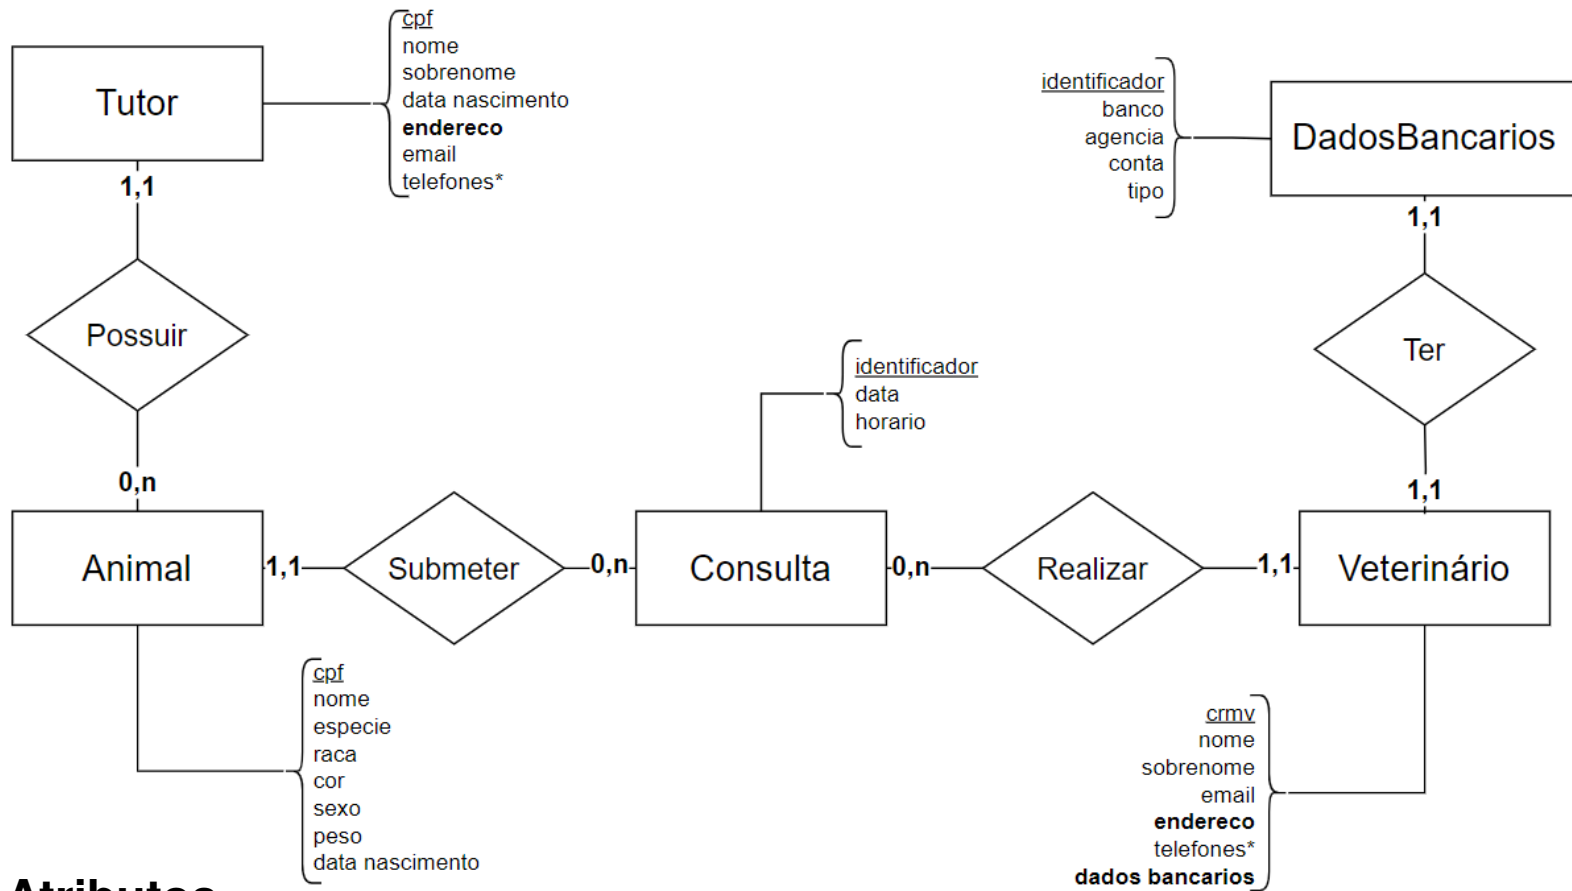 Tutor
cpf
nome
sobrenome
data nascimento
endereco
email
telefones*
identificador
banco
agencia
conta
tipo
DadosBancarios
1,1
1,1
Possuir
Ter
identificador
data
horario
0,n
1,1
Animal
1,1
Submeter
0,n
Consulta
0,n
Realizar
1,1
Veterinário
cpf
nome
especie
raca
cor
sexo
peso
data nascimento
crmv
nome
sobrenome
email
endereco
telefones*
dados bancarios
Atributos